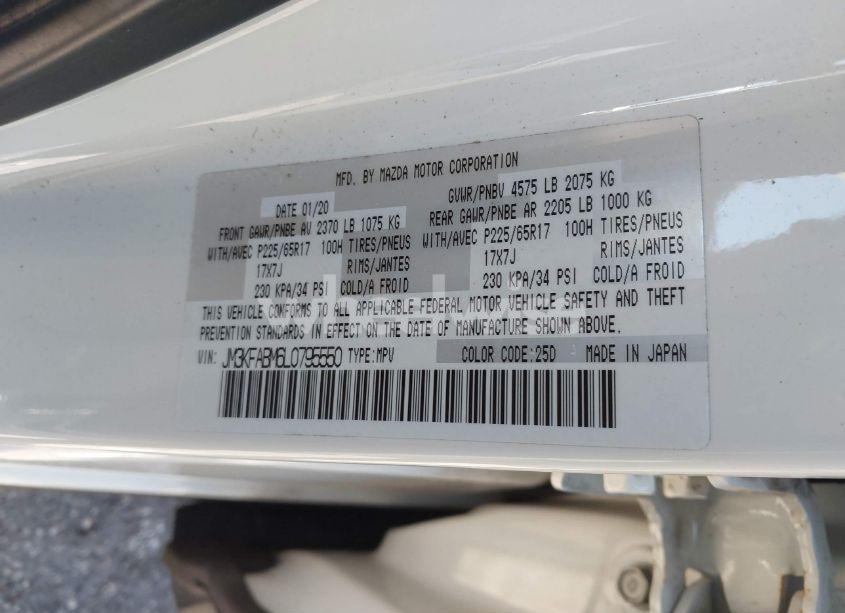 MFD. BY MAZDA MOTOR CORPORATION
DATE 01/20 GVWR/PNBV 4575 LB 2075 KG
FRONT GAWR/PNBE AV 2370 LB 1075 KG REAR GAWR/PNBE AR 2205 LB 1000 KG
WITH/AVEC P225/65R17 100H TIRES/PNEUS WITH/AVEC P225/65R17 100H TIRES/PNEUS
17X7J RIMS/JANTES 17X7J RIMS/JANTES
230 KPA/34 PSI COLD/A FROID 230 KPA/34 PSI COLD/A FROID
THIS VEHICLE CONFORMS TO ALL APPLICABLE FEDERAL MOTOR VEHICLE SAFETY AND THEFT
PREVENTION STANDARDS IN EFFECT ON THE DATE OF MANUFACTURE SHOWN ABOVE.
VIN: JM3KFABM6L0795550 TYPE:MPV COLOR CODE:25D MADE IN JAPAN